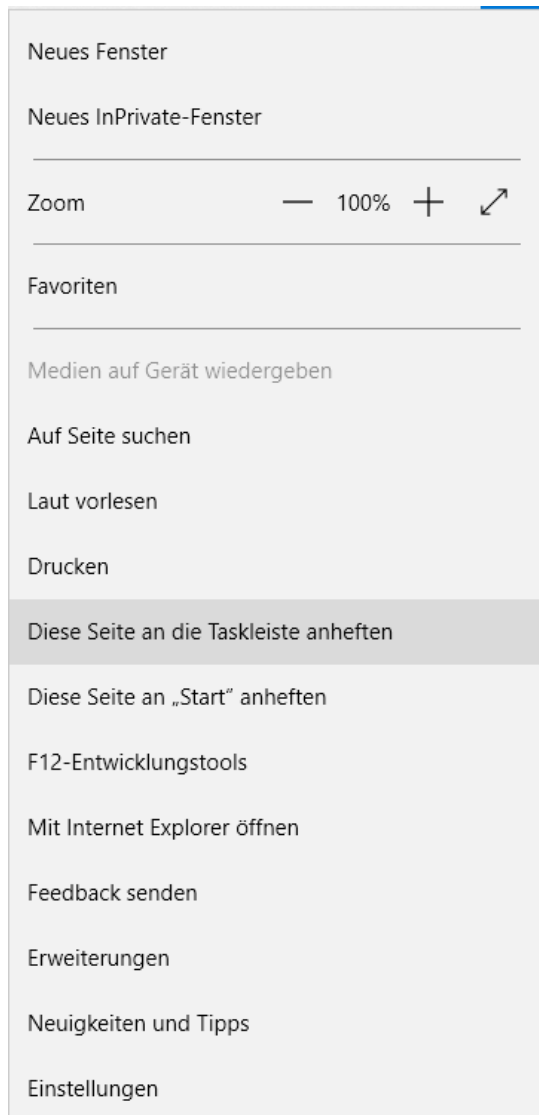 Neues Fenster
Neues InPrivate-Fenster
Zoom — 100% +
Favoriten
Medien auf Gerät wiedergeben
Auf Seite suchen
Laut vorlesen
Drucken
Diese Seite an die Taskleiste anheften
Diese Seite an „Start“ anheften
F12-Entwicklungstools
Mit Internet Explorer öffnen
Feedback senden
Erweiterungen
Neuigkeiten und Tipps
Einstellungen